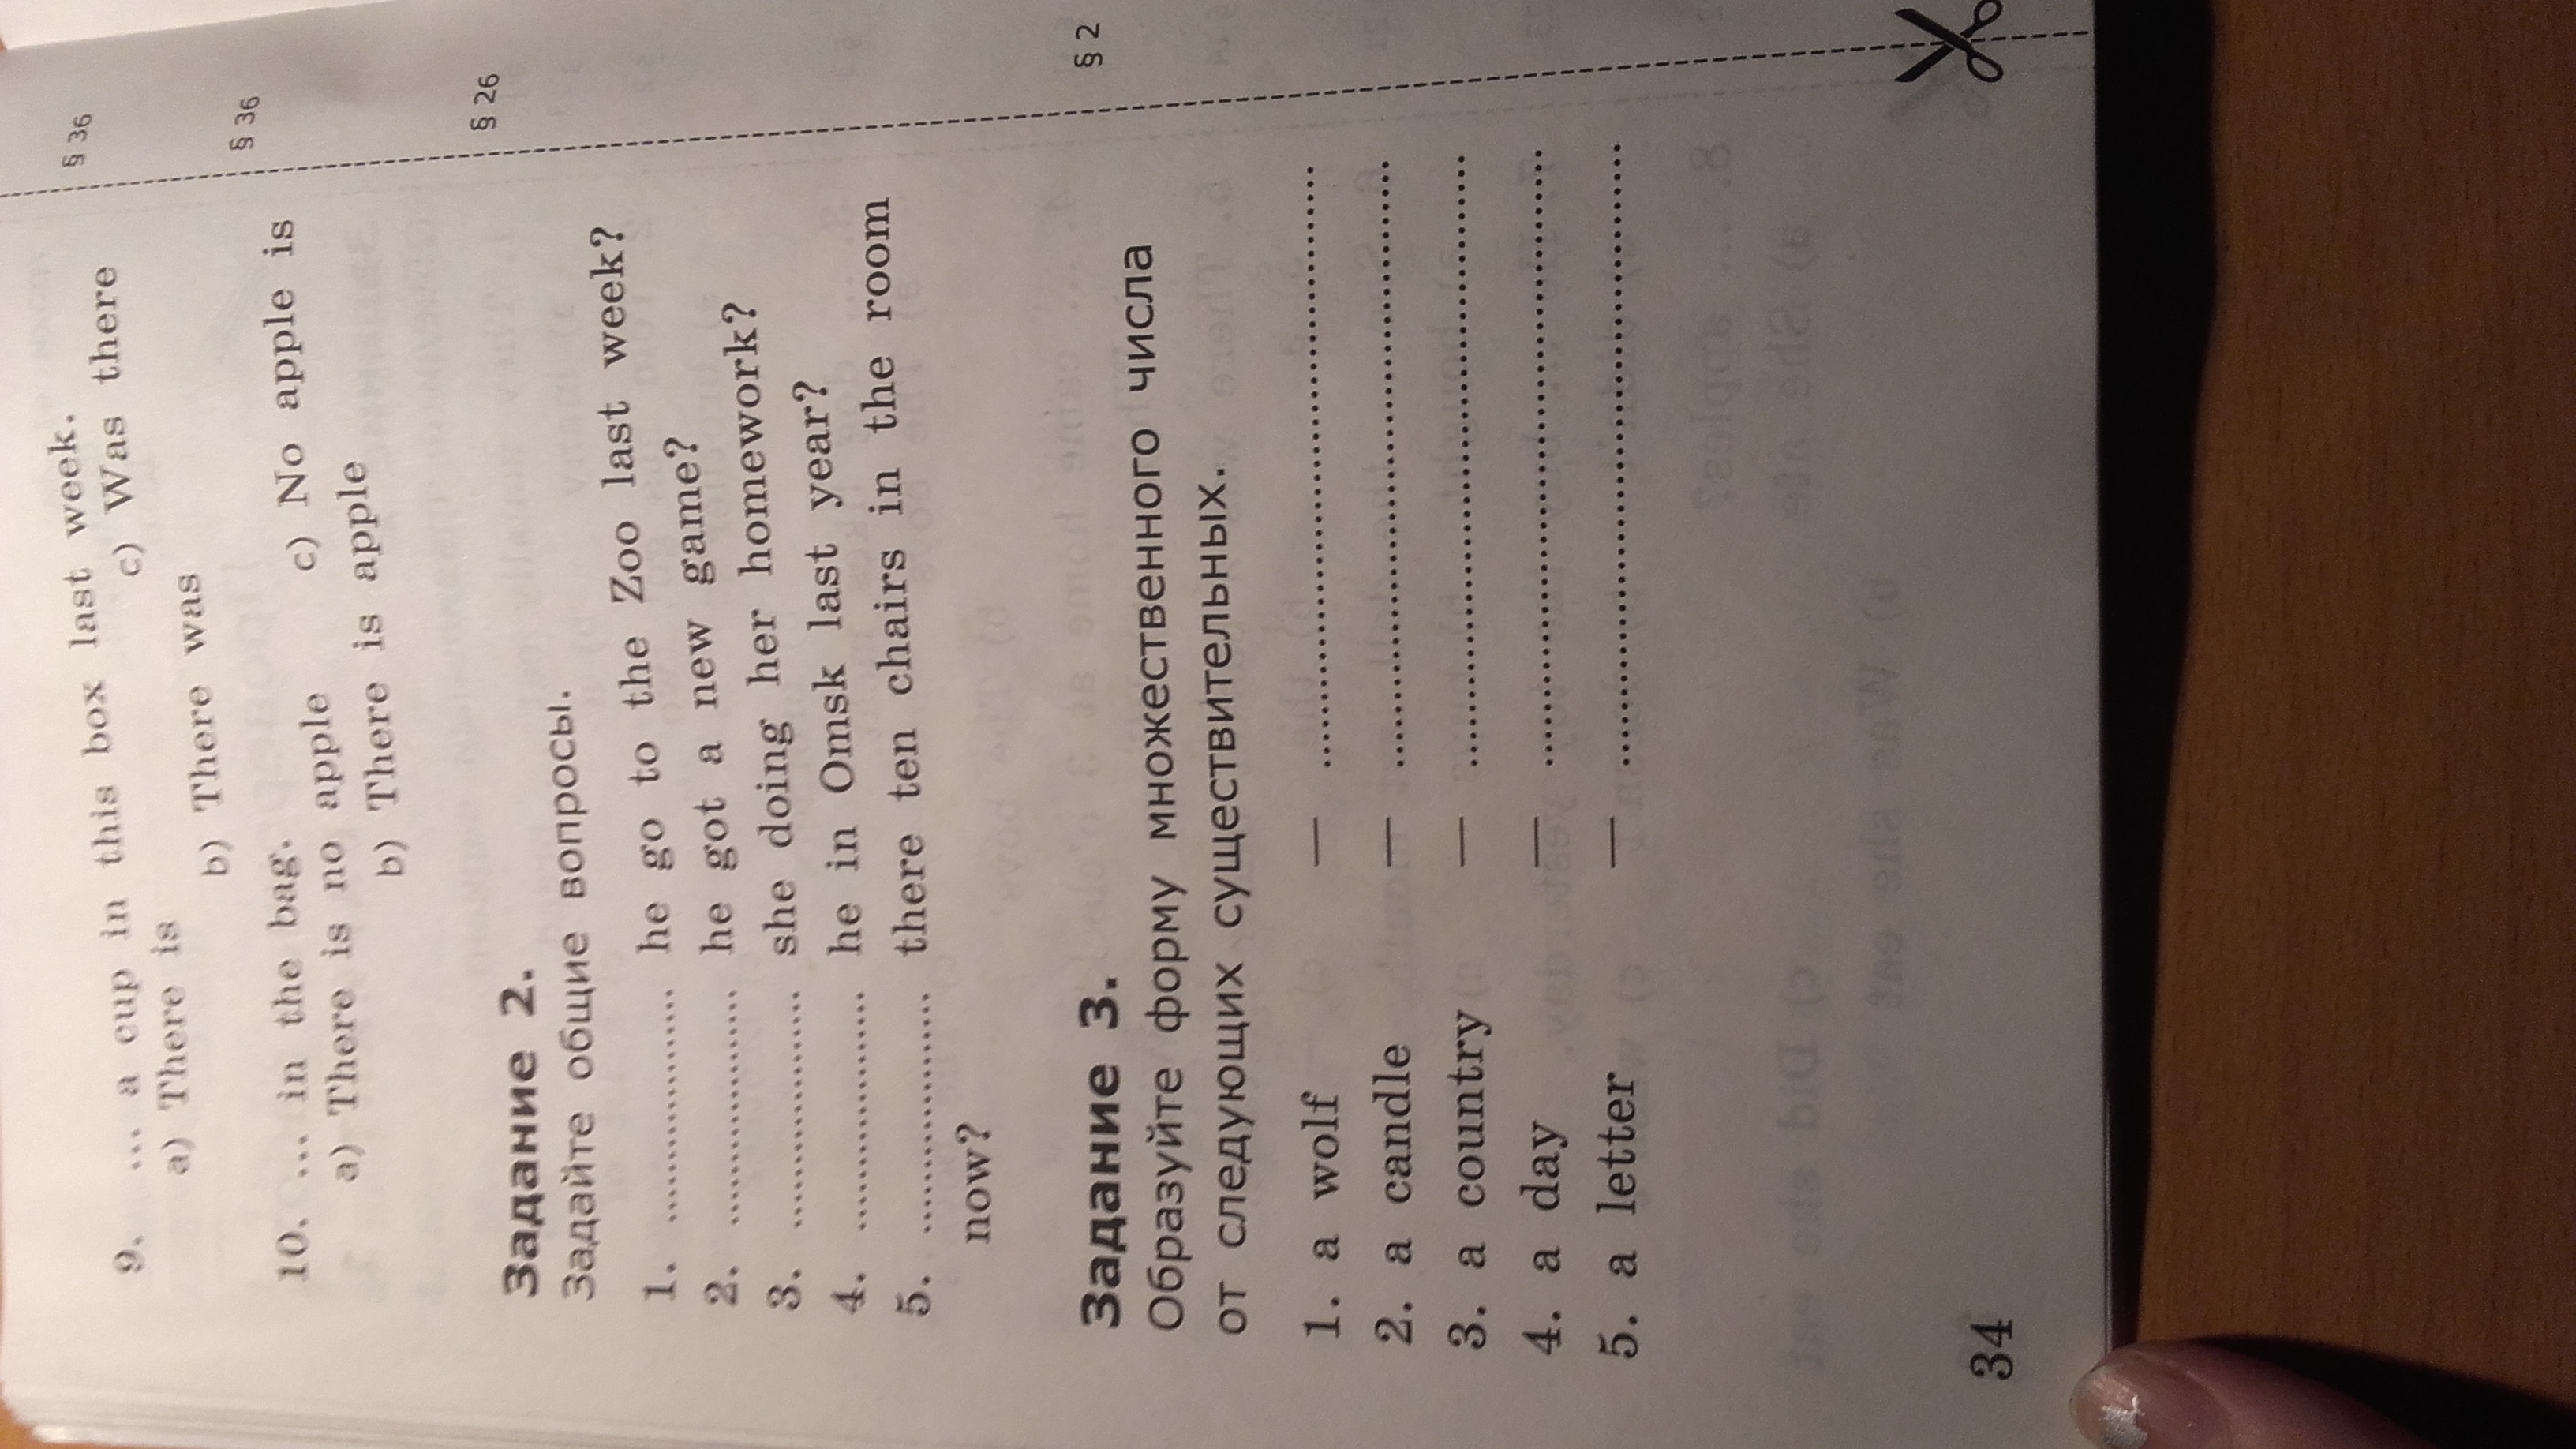 9. ... a cup in this box last week. § 36
a) There is c) Was there
b) There was
10. ... in the bag. § 36
a) There is no apple c) No apple is
b) There is apple
Задание 2. § 26
Задайте общие вопросы.
1. .................... he go to the Zoo last week?
2. .................... he got a new game?
3. .................... she doing her homework?
4. .................... he in Omsk last year?
5. .................... there ten chairs in the room
now?
Задание 3. § 2
Образуйте форму множественного числа
от следующих существительных.
1. a wolf — ..................................................
2. a candle — ..................................................
3. a country — ..................................................
4. a day — ..................................................
5. a letter — ..................................................
34